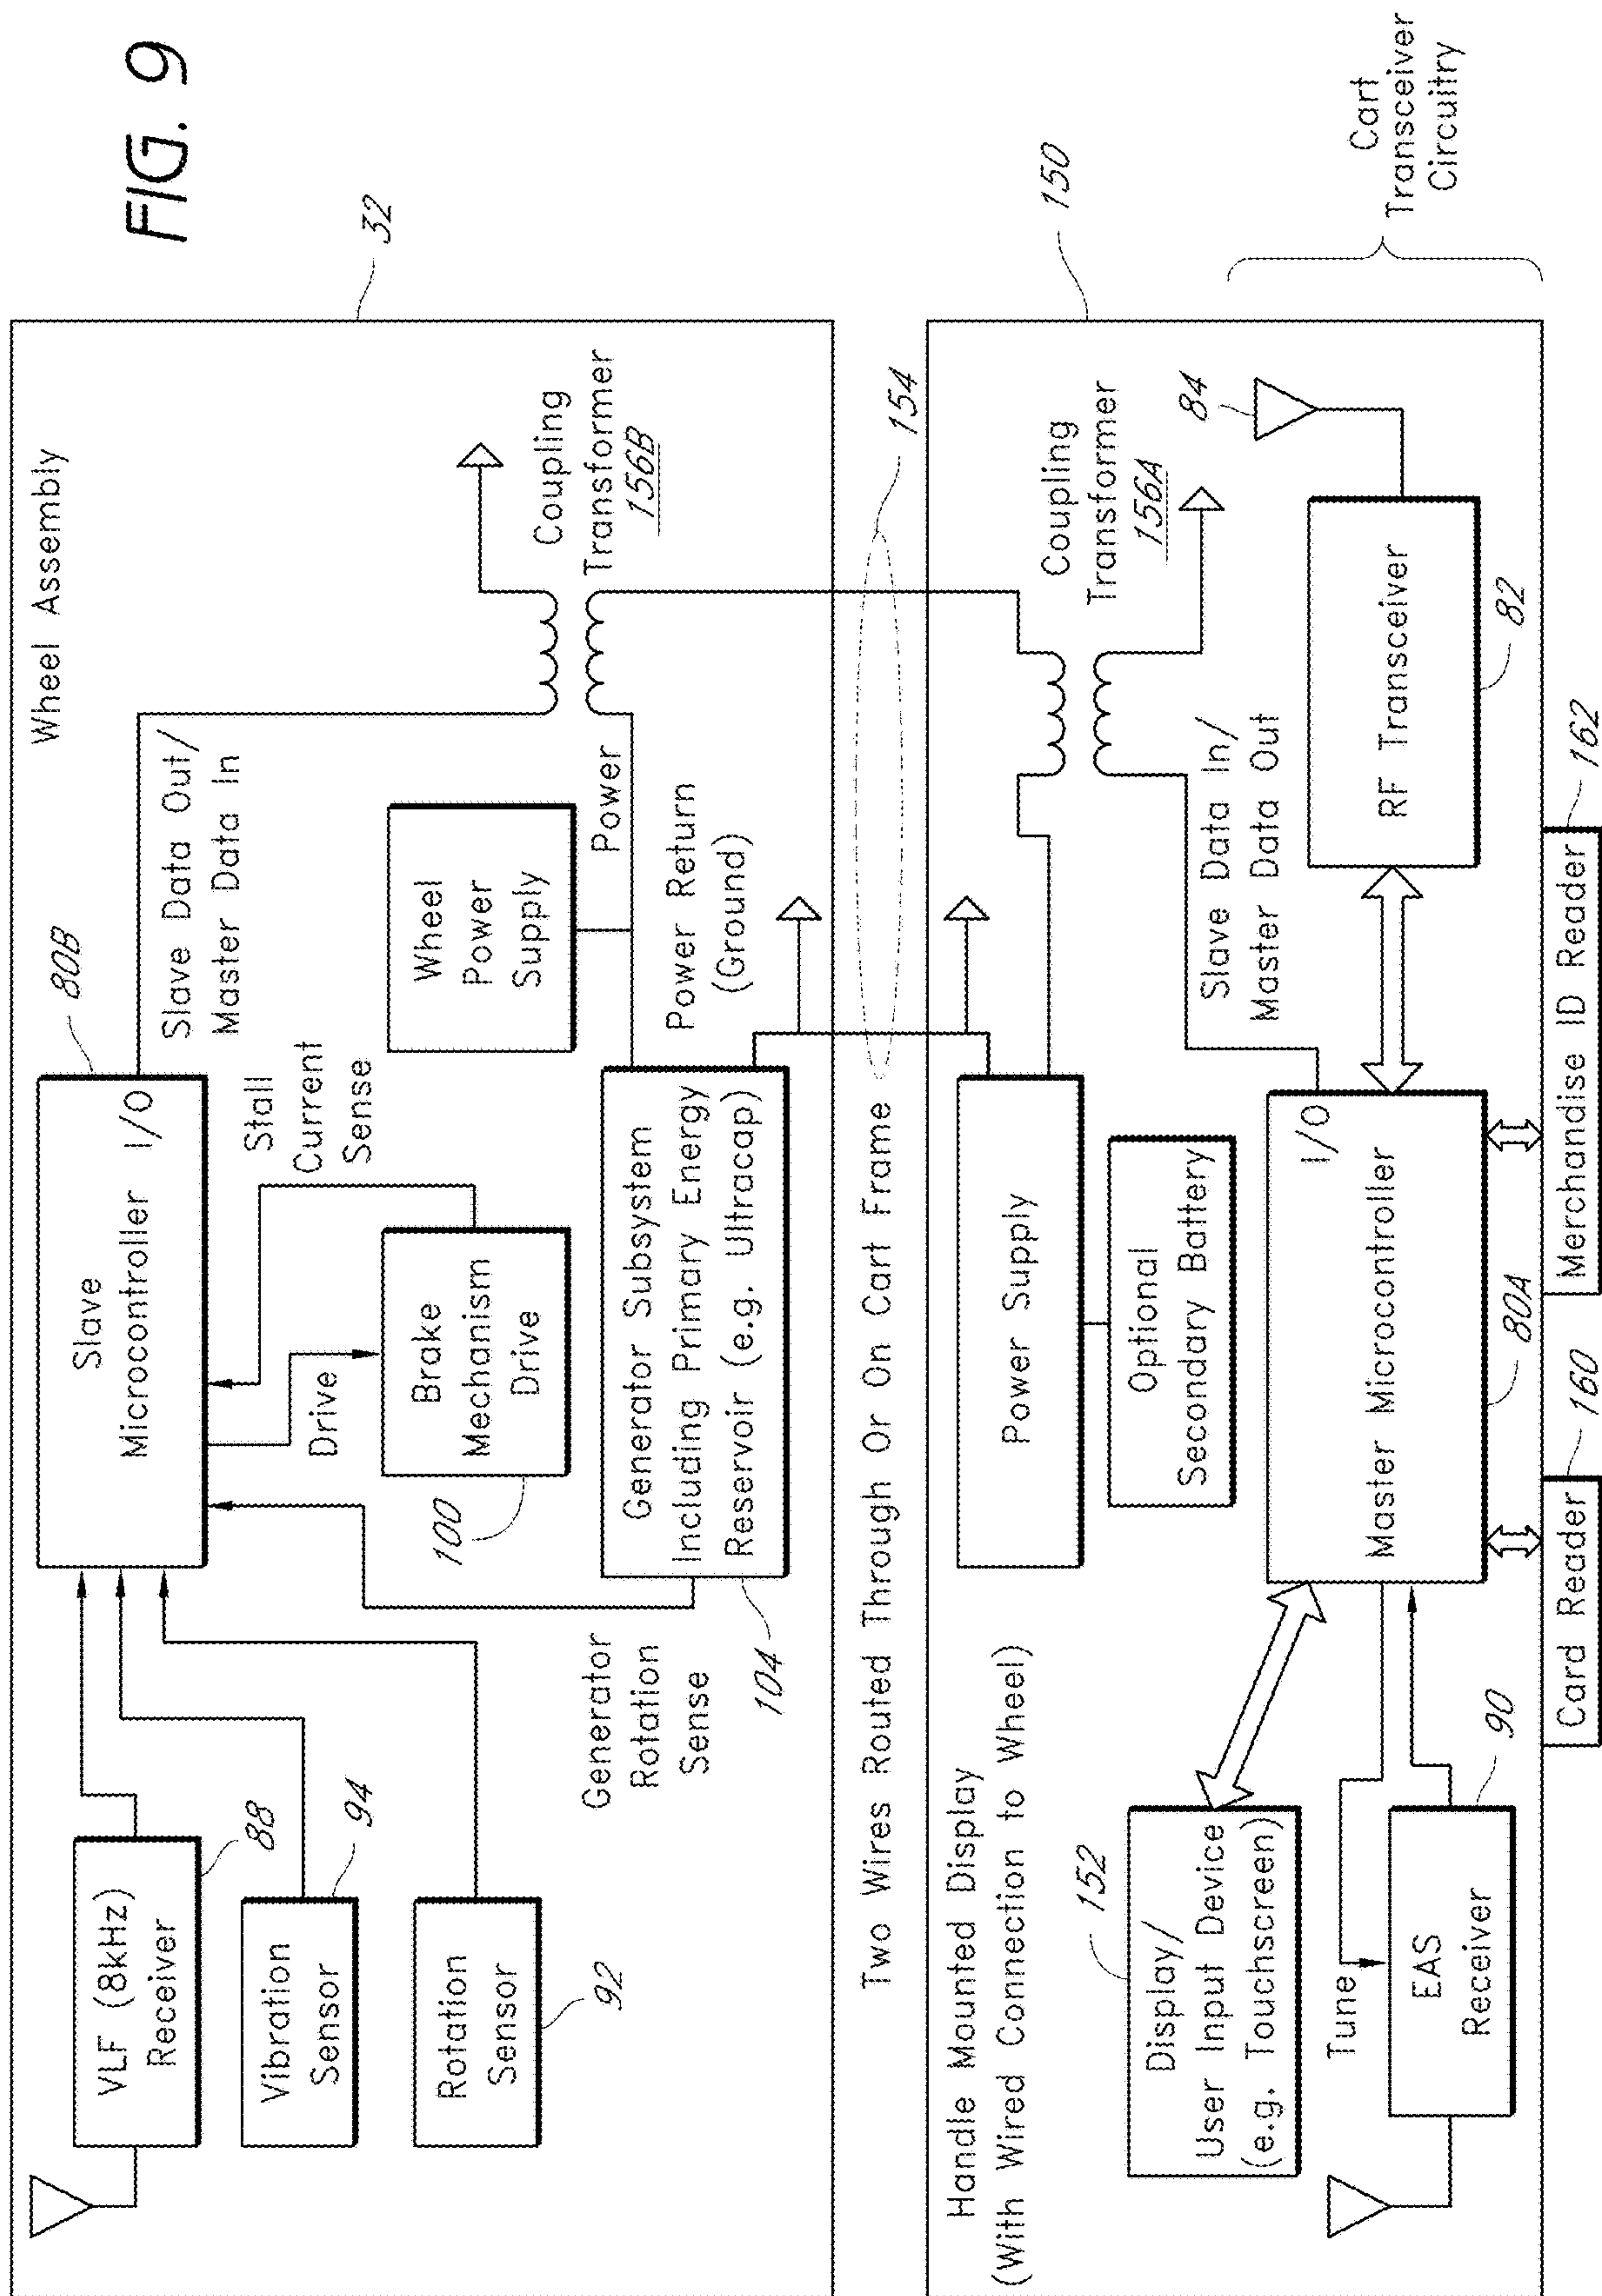 FIG. 9
Wheel Assembly
32
VLF (8kHz)
Receiver
88
Vibration
Sensor
94
Rotation
Sensor
92
Slave
Microcontroller
I/O
80B
Slave Data Out/
Master Data In
Stall
Current
Sense
Drive
Brake
Mechanism
Drive
100
Wheel
Power
Supply
Power
Coupling
Transformer
156B
Generator
Rotation
Sense
Generator Subsystem
Including Primary Energy
Reservoir (e.g. Ultracap)
104
Power Return
(Ground)
Two Wires Routed Through Or On Cart Frame
154
Handle Mounted Display
(With Wired Connection to Wheel)
150
Power Supply
Optional
Secondary Battery
Coupling
Transformer
156A
84
Display/
User Input Device
(e.g. Touchscreen)
152
Slave Data In/
Master Data Out
I/O
Master Microcontroller
80A
RF Transceiver
82
Tune
EAS
Receiver
90
Card Reader
160
Merchandise ID Reader
162
Cart
Transceiver
Circuitry